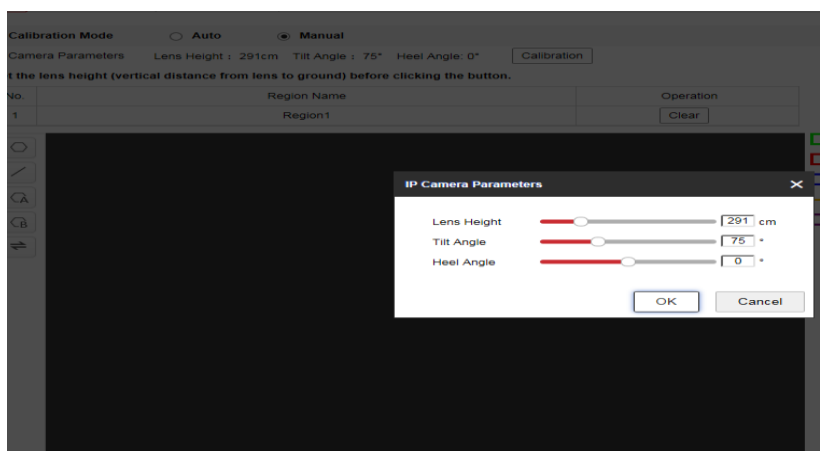 Calibration Mode Auto Manual
Camera Parameters Lens Height : 291cm Tilt Angle : 75° Heel Angle: 0° Calibration
t the lens height (vertical distance from lens to ground) before clicking the button.
No. Region Name Operation
1 Region1 Clear
A
B
IP Camera Parameters
Lens Height 291 cm
Tilt Angle 75 °
Heel Angle 0 °
OK Cancel